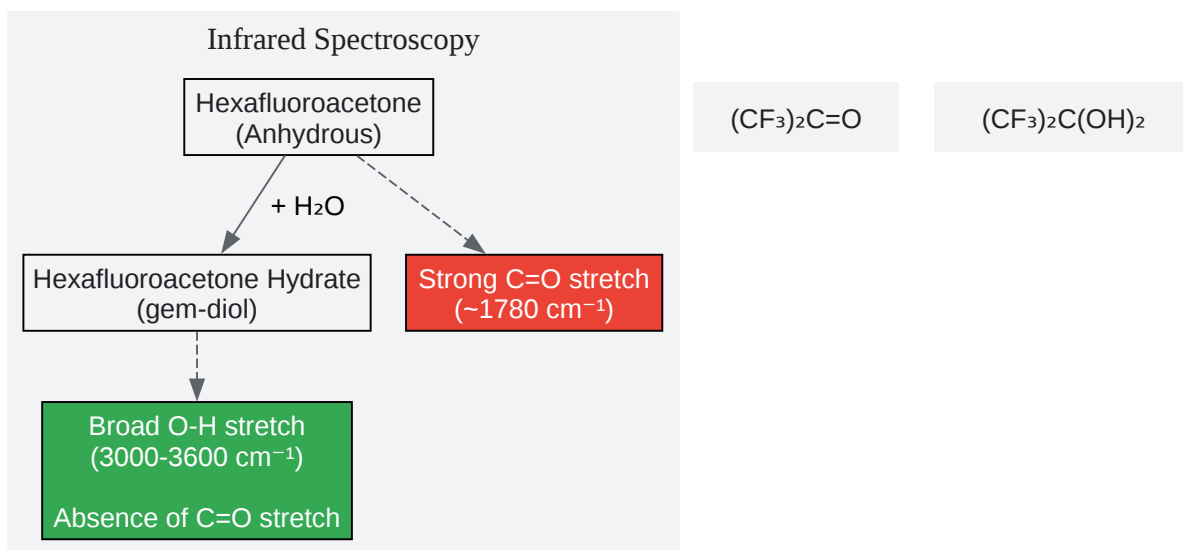 Infrared Spectroscopy
Hexafluoroacetone
(Anhydrous)
(CF₃)₂C=O
(CF₃)₂C(OH)₂
+ H₂O
Hexafluoroacetone Hydrate
(gem-diol)
Strong C=O stretch
(~1780 cm⁻¹)
Broad O-H stretch
(3000-3600 cm⁻¹)
Absence of C=O stretch